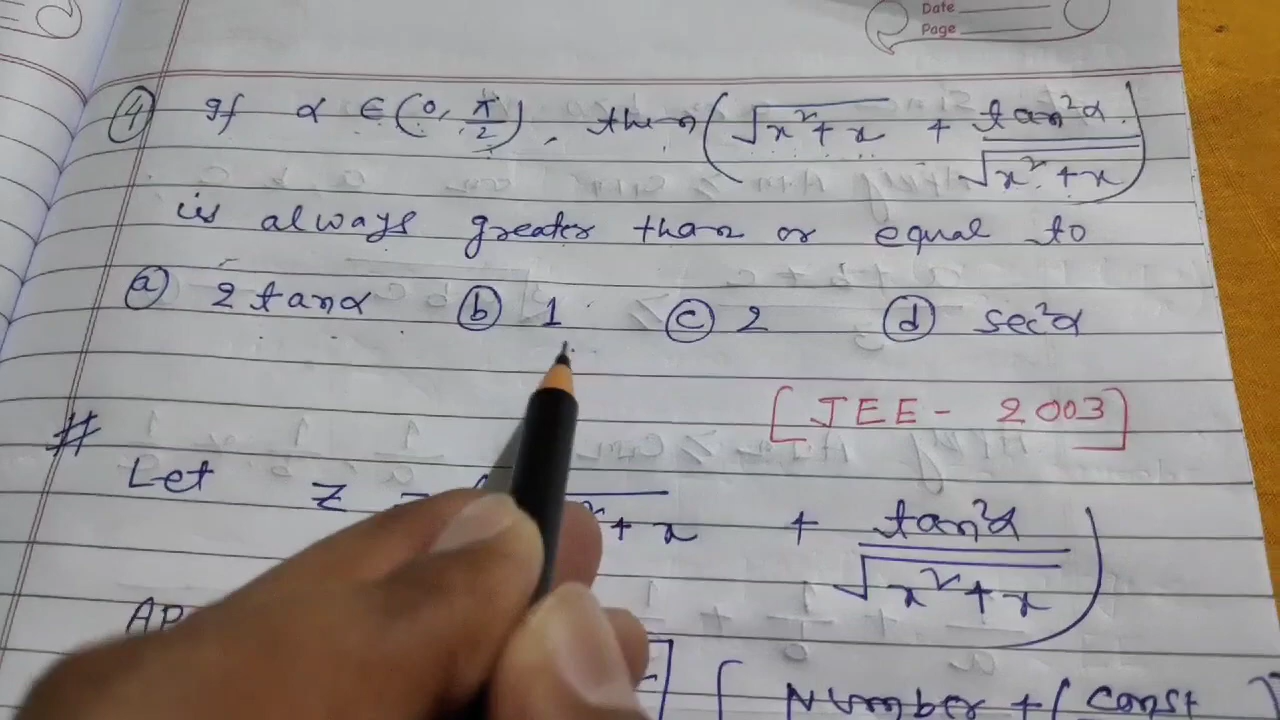 Date
Page
④ If α ∈ (0, π/2), then (√(x²+x) + tan²α/√(x²+x))
is always greater than or equal to
ⓐ 2 tanα ⓑ 1 ⓒ 2 ⓓ sec²α
[JEE - 2003]
#
Let z = x²+x + tan²α/√(x²+x))
[Number + (const